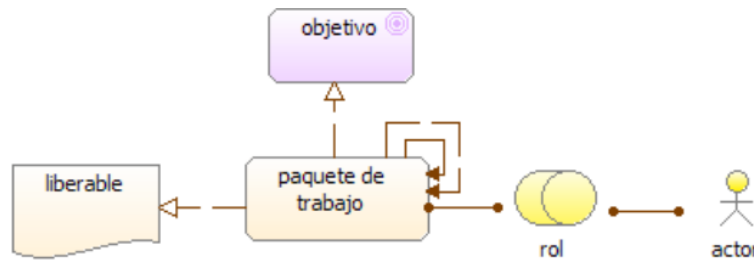 objetivo
liberable
paquete de
trabajo
rol
actor